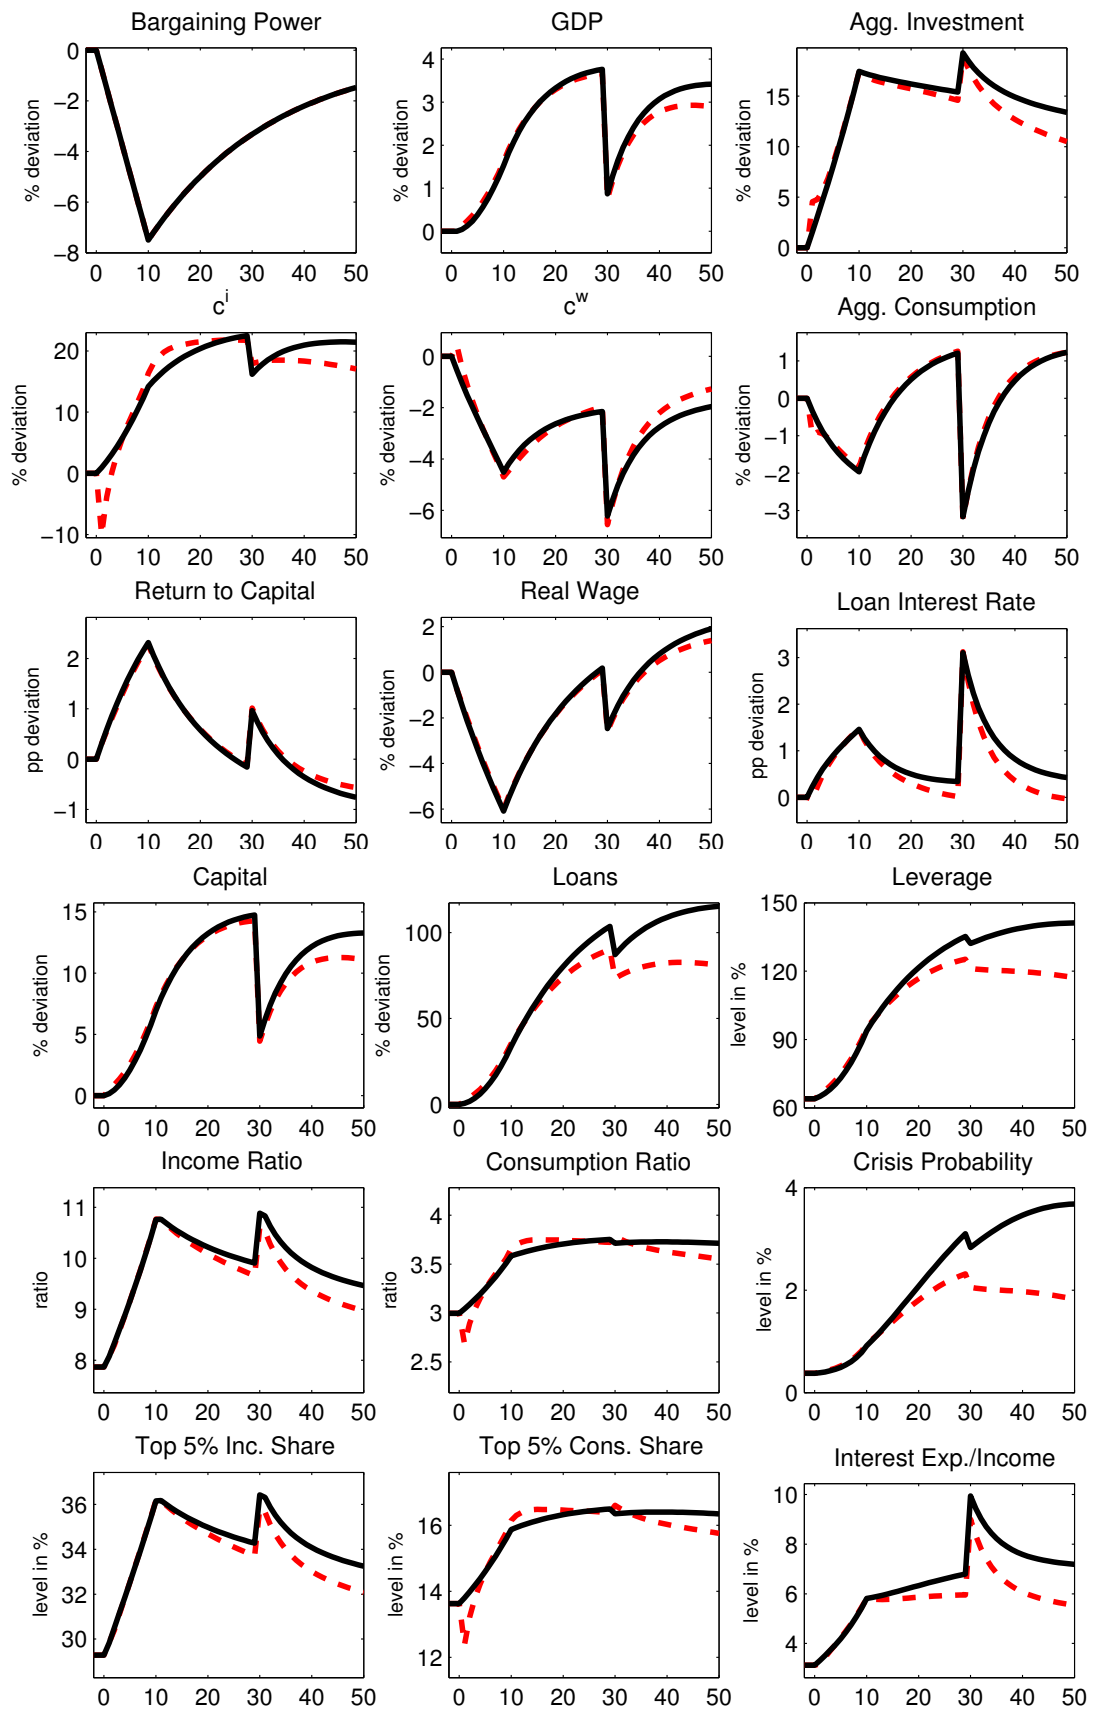 Bargaining Power GDP Agg. Investment
% deviation
0
−2
−4
−6
−8
0 10 20 30 40 50
% deviation
4
3
2
1
0
0 10 20 30 40 50
% deviation
15
10
5
0
0 10 20 30 40 50
c^i c^w Agg. Consumption
% deviation
20
10
0
−10
0 10 20 30 40 50
% deviation
0
−2
−4
−6
0 10 20 30 40 50
% deviation
1
0
−1
−2
−3
0 10 20 30 40 50
Return to Capital Real Wage Loan Interest Rate
pp deviation
2
1
0
−1
0 10 20 30 40 50
% deviation
2
0
−2
−4
−6
0 10 20 30 40 50
pp deviation
3
2
1
0
0 10 20 30 40 50
Capital Loans Leverage
% deviation
15
10
5
0
0 10 20 30 40 50
% deviation
100
50
0
0 10 20 30 40 50
level in %
150
120
90
60
0 10 20 30 40 50
Income Ratio Consumption Ratio Crisis Probability
ratio
11
10
9
8
0 10 20 30 40 50
ratio
4
3.5
3
2.5
0 10 20 30 40 50
level in %
4
2
0
0 10 20 30 40 50
Top 5% Inc. Share Top 5% Cons. Share Interest Exp./Income
level in %
36
34
32
30
0 10 20 30 40 50
level in %
16
14
12
0 10 20 30 40 50
level in %
10
8
6
4
0 10 20 30 40 50